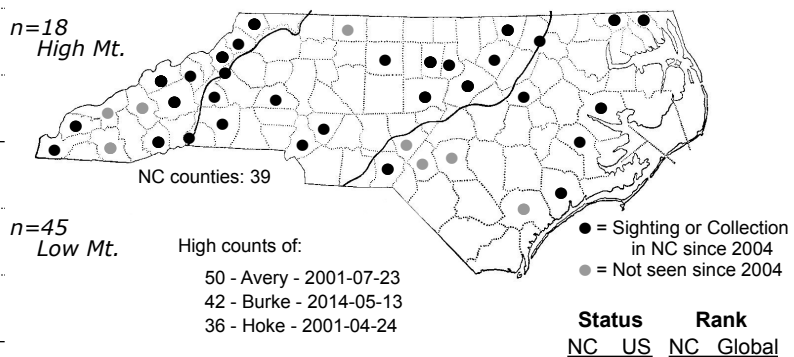 n=18
High Mt.
NC counties: 39
n=45
Low Mt.
High counts of:
50 - Avery - 2001-07-23
42 - Burke - 2014-05-13
36 - Hoke - 2001-04-24
= Sighting or Collection
in NC since 2004
= Not seen since 2004
Status Rank
NC US NC Global